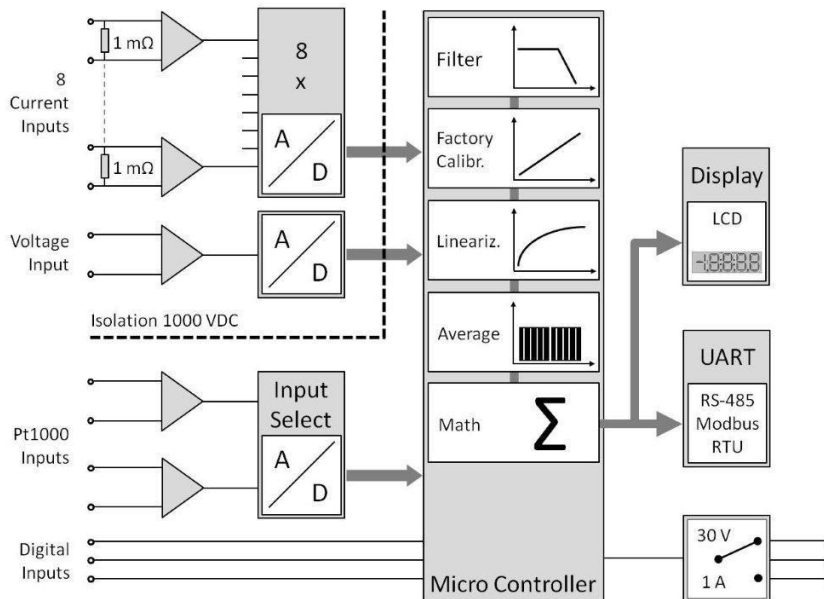 1 mΩ
8
Current
Inputs
1 mΩ
8
x
A
D
Voltage
Input
A
D
Isolation 1000 VDC
Pt1000
Inputs
Input
Select
A
D
Digital
Inputs
Filter
Factory
Calibr.
Lineariz.
Average
Math
Σ
Micro Controller
Display
LCD
-18888
UART
RS-485
Modbus
RTU
30 V
1 A